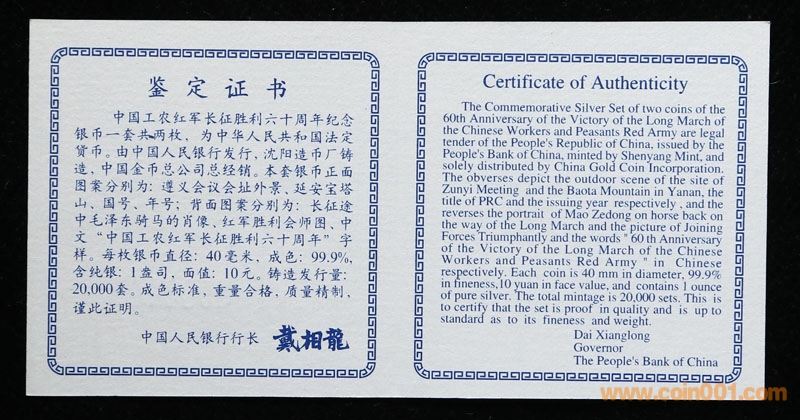 鉴定证书
中国工农红军长征胜利六十周年纪念
银币一套共两枚，为中华人民共和国法定
货币。由中国人民银行发行，沈阳造币厂铸
造，中国金币总公司总经销。本套银币正面
图案分别为：遵义会议会址外景、延安宝塔
山、国号、年号；背面图案分别为：长征途
中毛泽东骑马的肖像、红军胜利会师图、中
文“中国工农红军长征胜利六十周年”字
样。每枚银币直径：40毫米，成色：99.9%，
含纯银：1盎司，面值：10元。铸造发行量：
20,000套。成色标准，重量合格，质量精制，
谨此证明。
中国人民银行行长 戴相龍
Certificate of Authenticity
The Commemorative Silver Set of two coins of the
60th Anniversary of the Victory of the Long March of
the Chinese Workers and Peasants Red Army are legal
tender of the People's Republic of China, issued by the
People's Bank of China, minted by Shenyang Mint, and
solely distributed by China Gold Coin Incorporation.
The obverses depict the outdoor scene of the site of
Zunyi Meeting and the Baota Mountain in Yanan, the
title of PRC and the issuing year respectively , and the
reverses the portrait of Mao Zedong on horse back on
the way of the Long March and the picture of Joining
Forces Triumphantly and the words " 60 th Anniversary
of the Victory of the Long March of the Chinese
Workers and Peasants Red Army " in Chinese
respectively. Each coin is 40 mm in diameter, 99.9%
in fineness,10 yuan in face value, and contains 1 ounce
of pure silver. The total mintage is 20,000 sets. This is
to certify that the set is proof in quality and is up to
standard as to its fineness and weight.
Dai Xianglong
Governor
The People's Bank of China
www.coin001.com